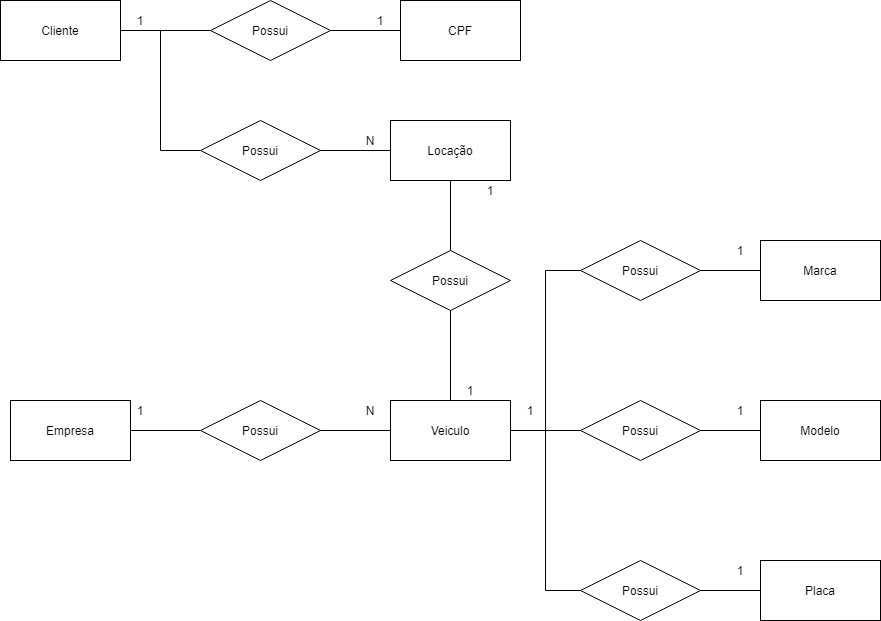 Cliente
1
Possui
1
CPF
Possui
N
Locação
1
Possui
1
Marca
Possui
1
Empresa
1
Possui
N
Veiculo
1
Possui
1
Modelo
Possui
1
Placa